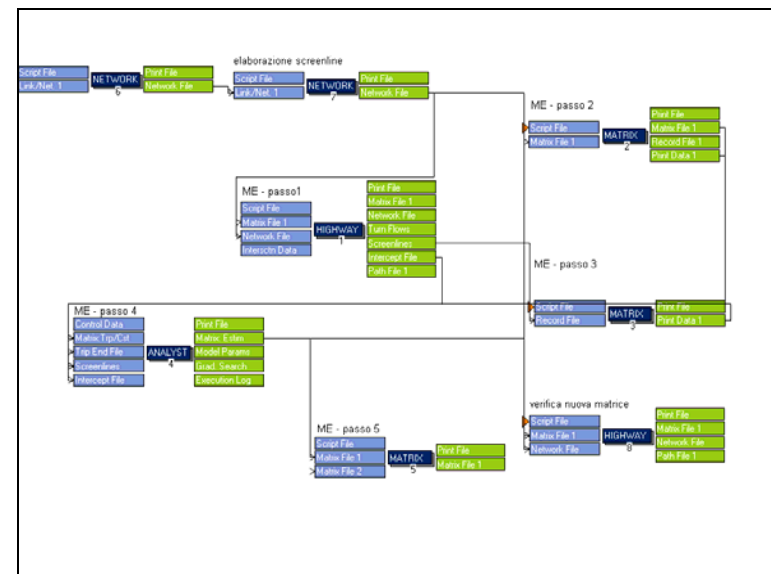 elaborazione screenline
Script File
Link/Net. 1
NETWORK
6
Print File
Network File
Script File
Link/Net. 1
NETWORK
7
Print File
Network File
ME - passo 2
Script File
Matrix File 1
MATRIX
2
Print File
Matrix File 1
Record File 1
Print Data 1
ME - passo1
Script File
Matrix File 1
Network File
Intersctn Data
HIGHWAY
1
Print File
Matrix File 1
Network File
Turn Flows
Screenlines
Intercept File
Path File 1
ME - passo 3
Script File
Record File
MATRIX
3
Print File
Print Data 1
ME - passo 4
Control Data
Matrix Trp/Cst
Trip End File
Screenlines
Intercept File
ANALYST
4
Print File
Matrix Estim
Model Params
Grad. Search
Execution Log
verifica nuova matrice
Script File
Matrix File 1
Network File
HIGHWAY
8
Print File
Matrix File 1
Network File
Path File 1
ME - passo 5
Script File
Matrix File 1
Matrix File 2
MATRIX
5
Print File
Matrix File 1